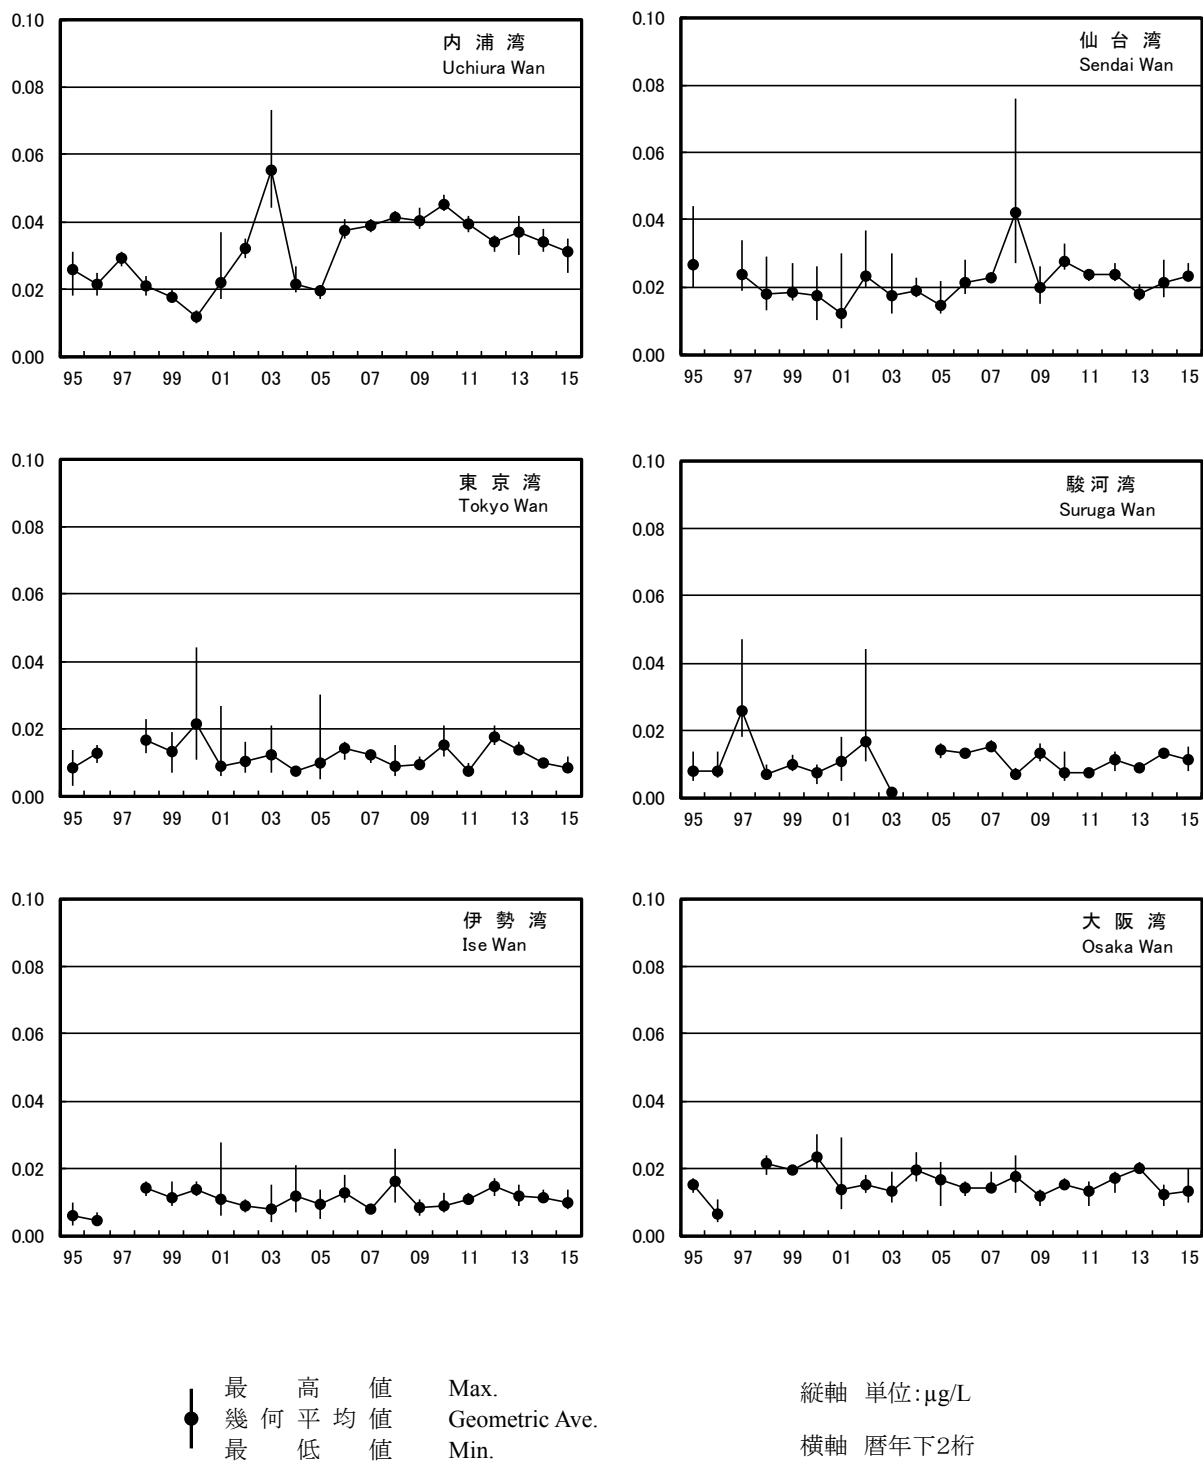 0.10
0.08
0.06
0.04
0.02
0.00
内 浦 湾
Uchiura Wan
95 97 99 01 03 05 07 09 11 13 15
0.10
0.08
0.06
0.04
0.02
0.00
仙 台 湾
Sendai Wan
95 97 99 01 03 05 07 09 11 13 15
0.10
0.08
0.06
0.04
0.02
0.00
東 京 湾
Tokyo Wan
95 97 99 01 03 05 07 09 11 13 15
0.10
0.08
0.06
0.04
0.02
0.00
駿 河 湾
Suruga Wan
95 97 99 01 03 05 07 09 11 13 15
0.10
0.08
0.06
0.04
0.02
0.00
伊 勢 湾
Ise Wan
95 97 99 01 03 05 07 09 11 13 15
0.10
0.08
0.06
0.04
0.02
0.00
大 阪 湾
Osaka Wan
95 97 99 01 03 05 07 09 11 13 15
最 高 値 Max.
幾 何 平 均 値 Geometric Ave.
最 低 値 Min.
縦軸 単位:μg/L
横軸 暦年下2桁